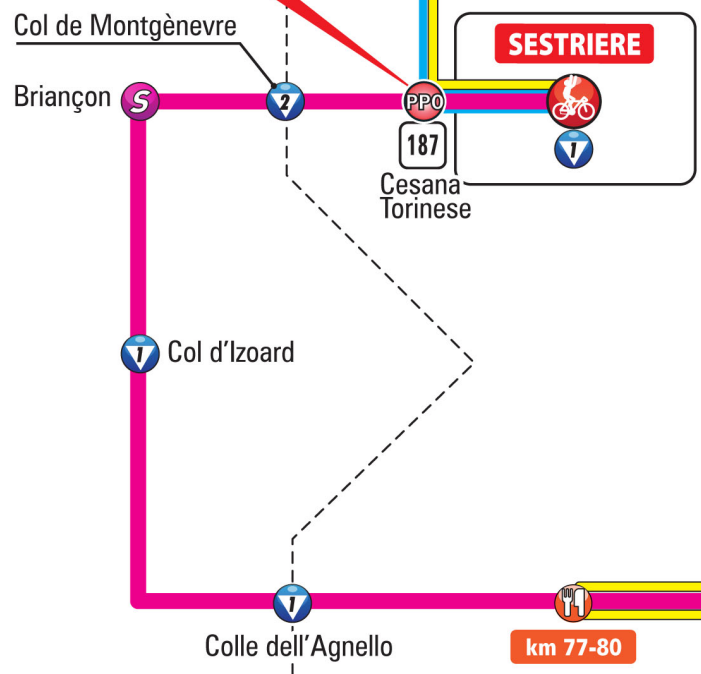 Col de Montgènevre
SESTRIERE
Briançon
S
2
PPO
187
1
Cesana
Torinese
1
Col d'Izoard
1
Colle dell'Agnello
km 77-80